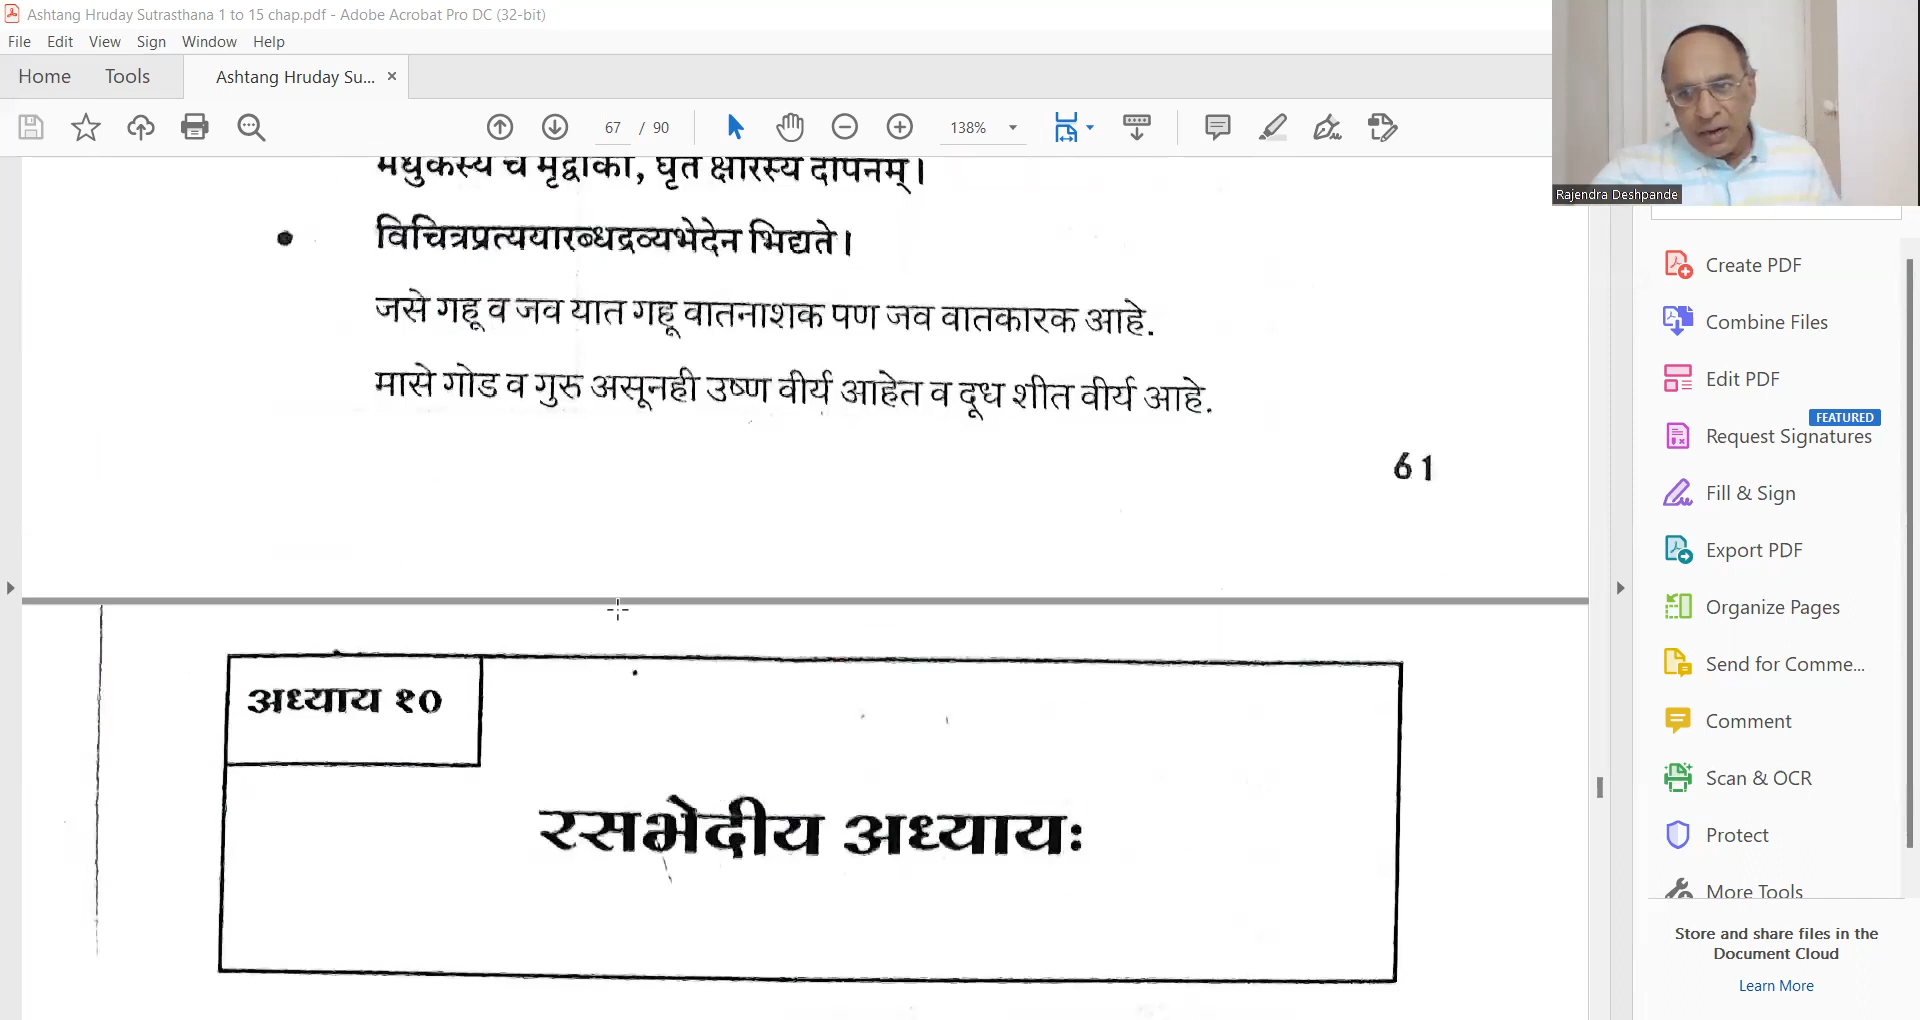 Ashtang Hruday Sutrasthana 1 to 15 chap.pdf - Adobe Acrobat Pro DC (32-bit)
File Edit View Sign Window Help
Home Tools Ashtang Hruday Su... ×
67 / 90 138%
मधुकस्य च मृद्वीका, घृतं क्षीरस्य दीपनम्।
• विचित्रप्रत्ययारब्धद्रव्यभेदेन भिद्यते।
जसे गहू व जव यात गहू वातनाशक पण जव वातकारक आहे.
मासे गोड व गुरु असूनही उष्ण वीर्य आहेत व दूध शीत वीर्य आहे.
61
अध्याय १०
रसभेदीय अध्यायः
Rajendra Deshpande
Create PDF
Combine Files
Edit PDF
FEATURED
Request Signatures
Fill & Sign
Export PDF
Organize Pages
Send for Comme...
Comment
Scan & OCR
Protect
More Tools
Store and share files in the
Document Cloud
Learn More